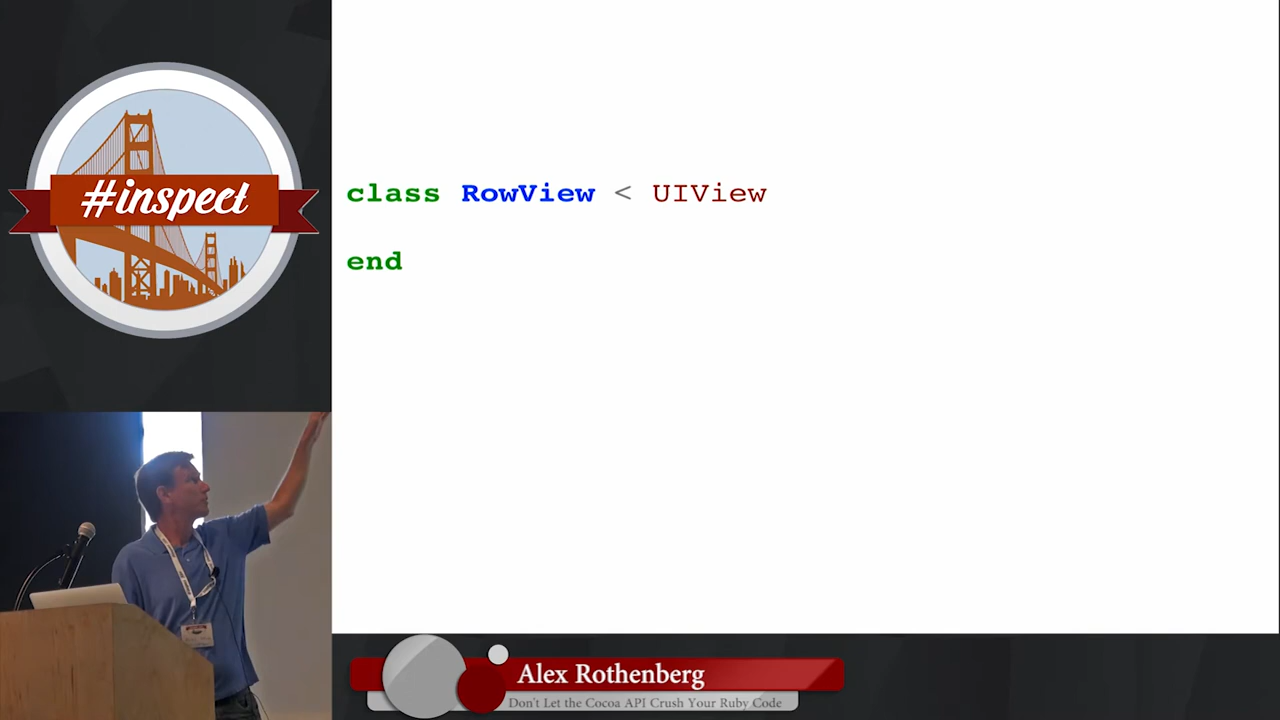 #inspect
class RowView < UIView
end
Alex Rothenberg
Don't Let the Cocoa API Crush Your Ruby Code